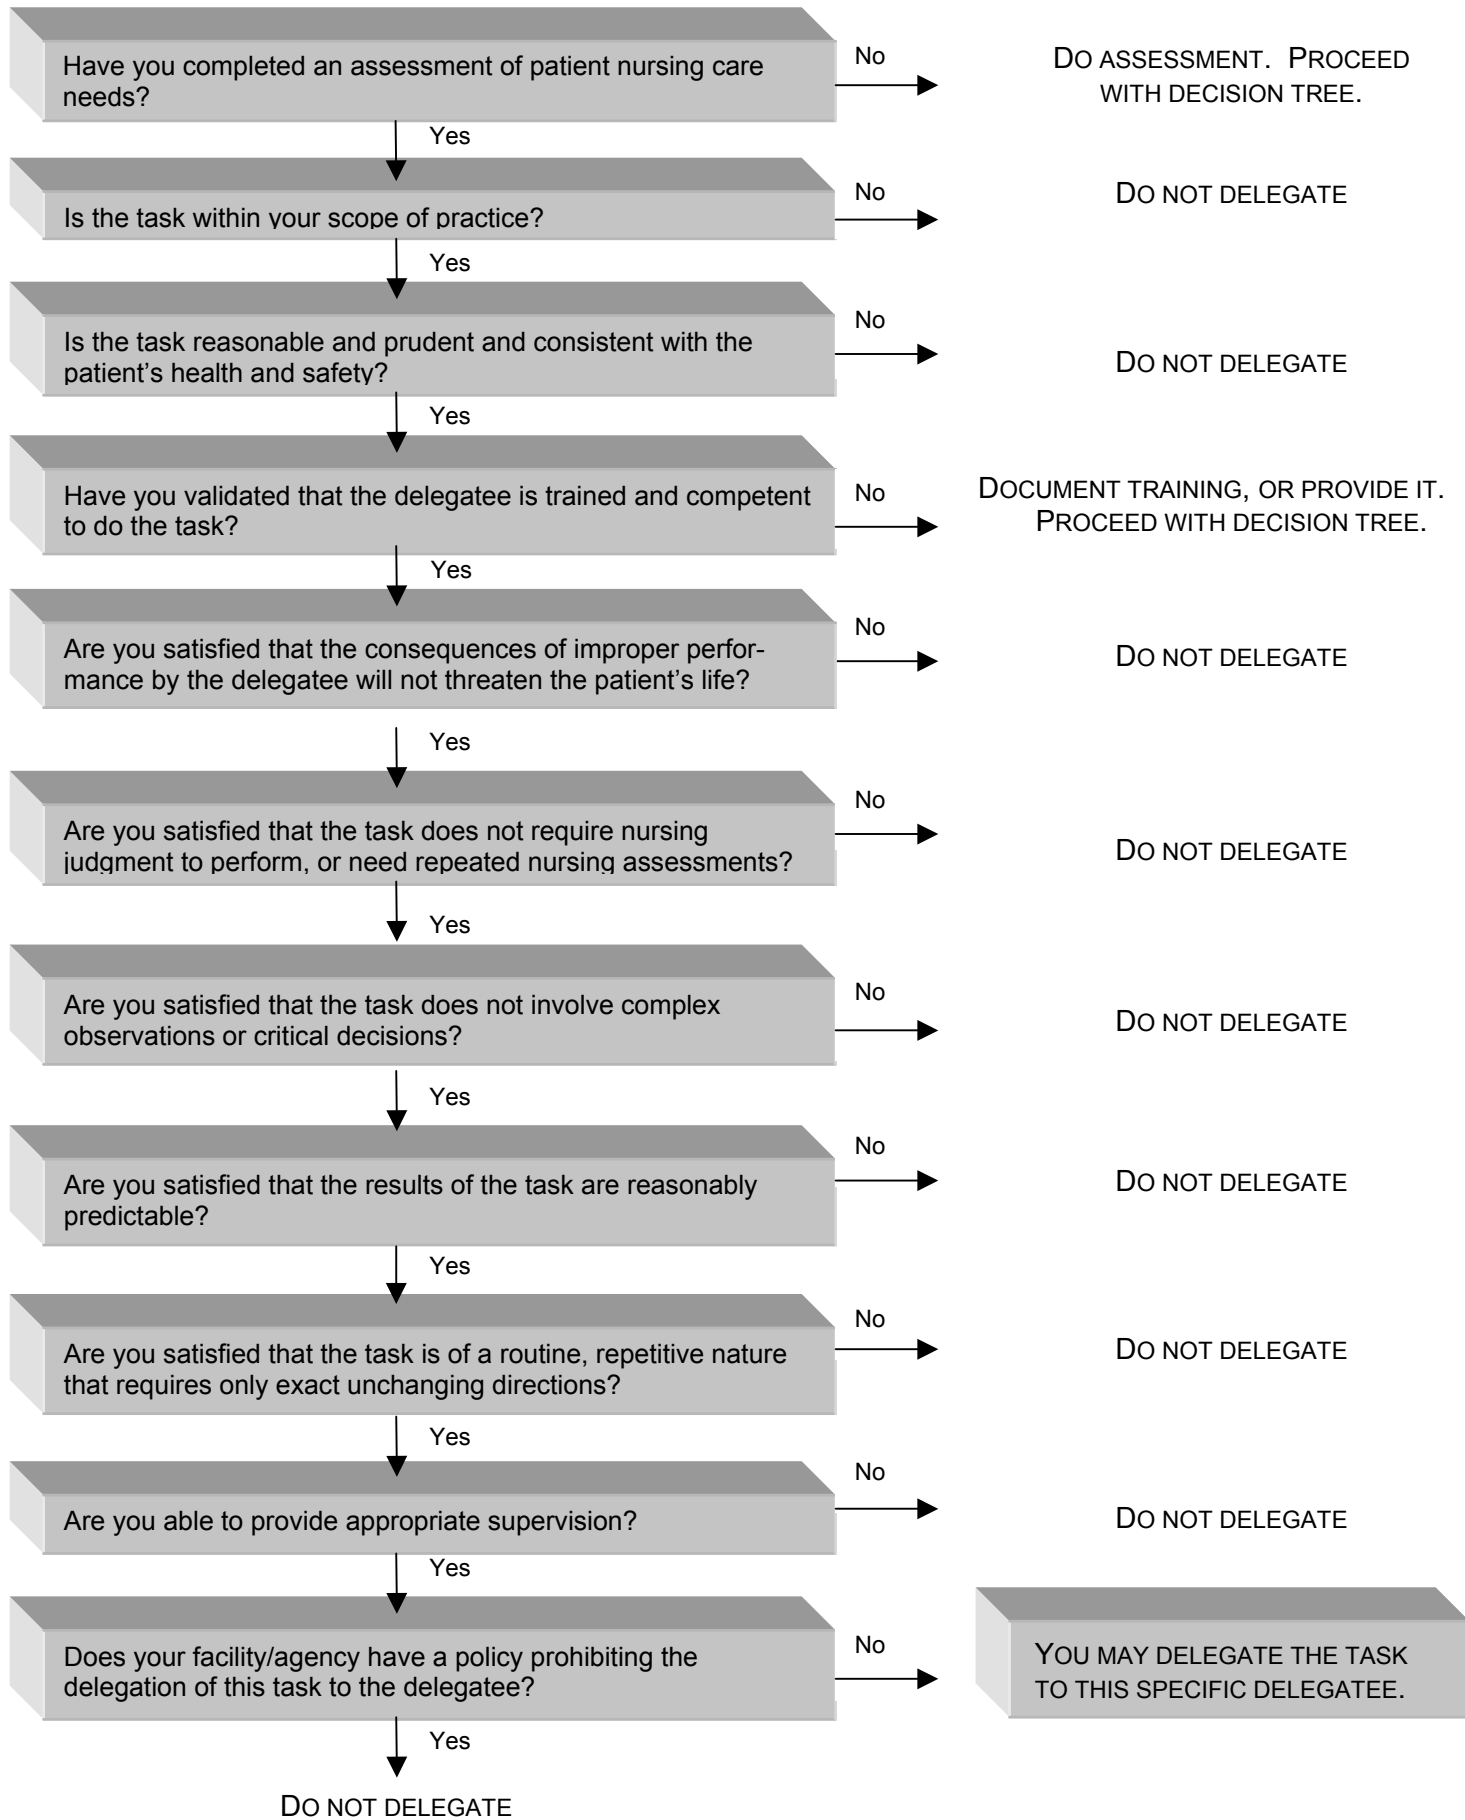 Have you completed an assessment of patient nursing care
needs?
No
DO ASSESSMENT. PROCEED
WITH DECISION TREE.
Yes
Is the task within your scope of practice?
No
DO NOT DELEGATE
Yes
Is the task reasonable and prudent and consistent with the
patient's health and safety?
No
DO NOT DELEGATE
Yes
Have you validated that the delegatee is trained and competent
to do the task?
No
DOCUMENT TRAINING, OR PROVIDE IT.
PROCEED WITH DECISION TREE.
Yes
Are you satisfied that the consequences of improper perfor-
mance by the delegatee will not threaten the patient's life?
No
DO NOT DELEGATE
Yes
Are you satisfied that the task does not require nursing
judgment to perform, or need repeated nursing assessments?
No
DO NOT DELEGATE
Yes
Are you satisfied that the task does not involve complex
observations or critical decisions?
No
DO NOT DELEGATE
Yes
Are you satisfied that the results of the task are reasonably
predictable?
No
DO NOT DELEGATE
Yes
Are you satisfied that the task is of a routine, repetitive nature
that requires only exact unchanging directions?
No
DO NOT DELEGATE
Yes
Are you able to provide appropriate supervision?
No
DO NOT DELEGATE
Yes
Does your facility/agency have a policy prohibiting the
delegation of this task to the delegatee?
No
YOU MAY DELEGATE THE TASK
TO THIS SPECIFIC DELEGATEE.
Yes
DO NOT DELEGATE